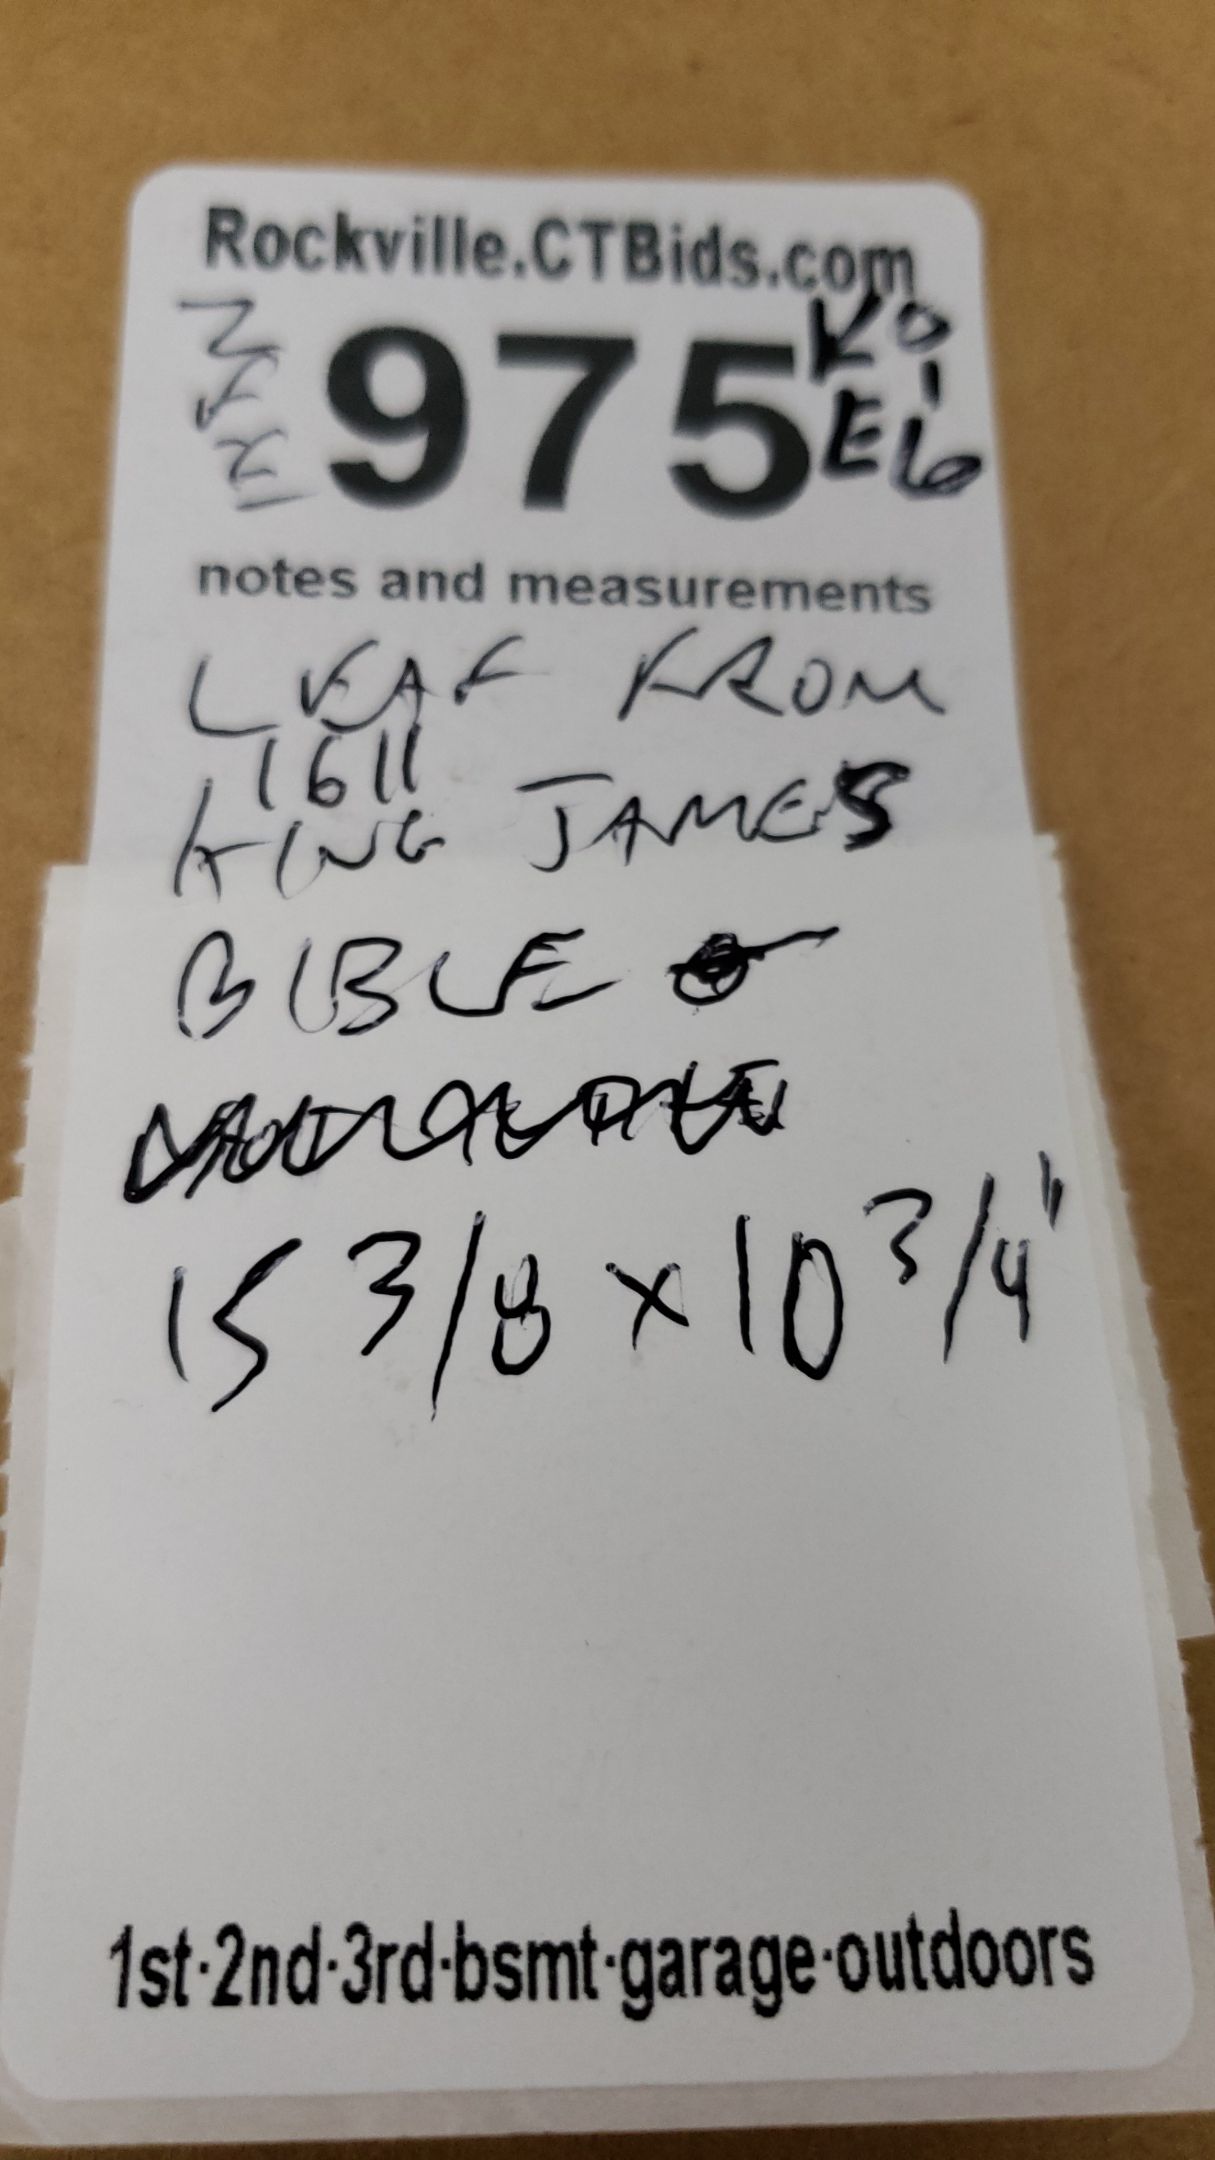 Rockville.CTBids.com
975
notes and measurements
LEAF FROM
1611
KING JAMES
BIBLE
15 3/8 x 10 3/4"
1st·2nd·3rd·bsmt·garage·outdoors